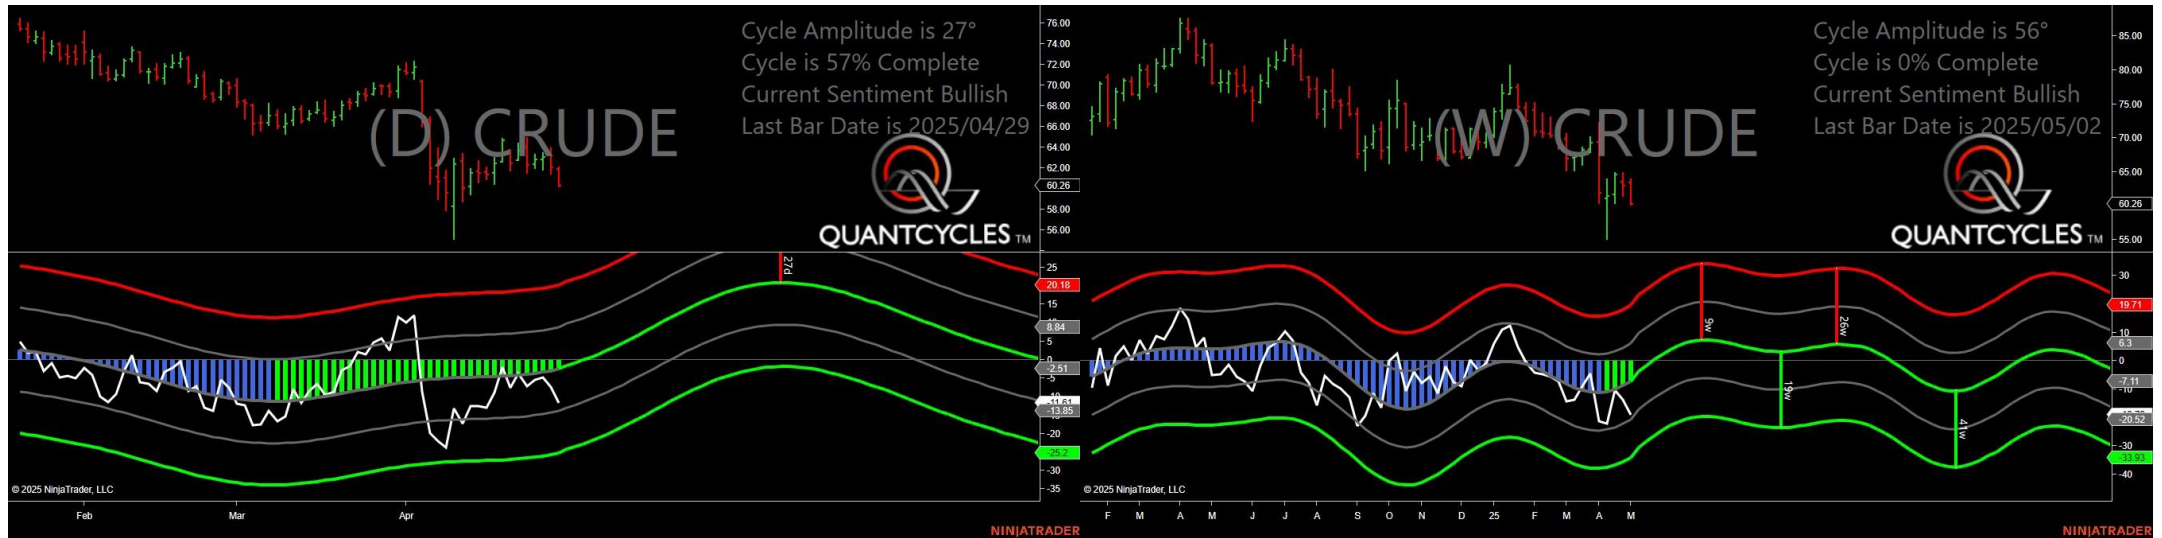 Cycle Amplitude is 27°
Cycle is 57% Complete
Current Sentiment Bullish
Last Bar Date is 2025/04/29
(D) CRUDE
QUANTCYCLES TM
76.00
74.00
72.00
70.00
68.00
66.00
64.00
62.00
60.26
58.00
56.00
27d
25
20.18
15
8.84
5
0
-2.51
-5
-11.61
-13.85
-20
-25.2
-30
-35
© 2025 NinjaTrader, LLC
Feb
Mar
Apr
NINJATRADER
Cycle Amplitude is 56°
Cycle is 0% Complete
Current Sentiment Bullish
Last Bar Date is 2025/05/02
(W) CRUDE
QUANTCYCLES TM
85.00
80.00
75.00
70.00
65.00
60.26
55.00
9w
26w
19w
41w
30
19.71
10
6.3
0
-7.11
-10
-20.52
-30
-33.93
-40
© 2025 NinjaTrader, LLC
F M A M J J A S O N D 25 F M A M
NINJATRADER